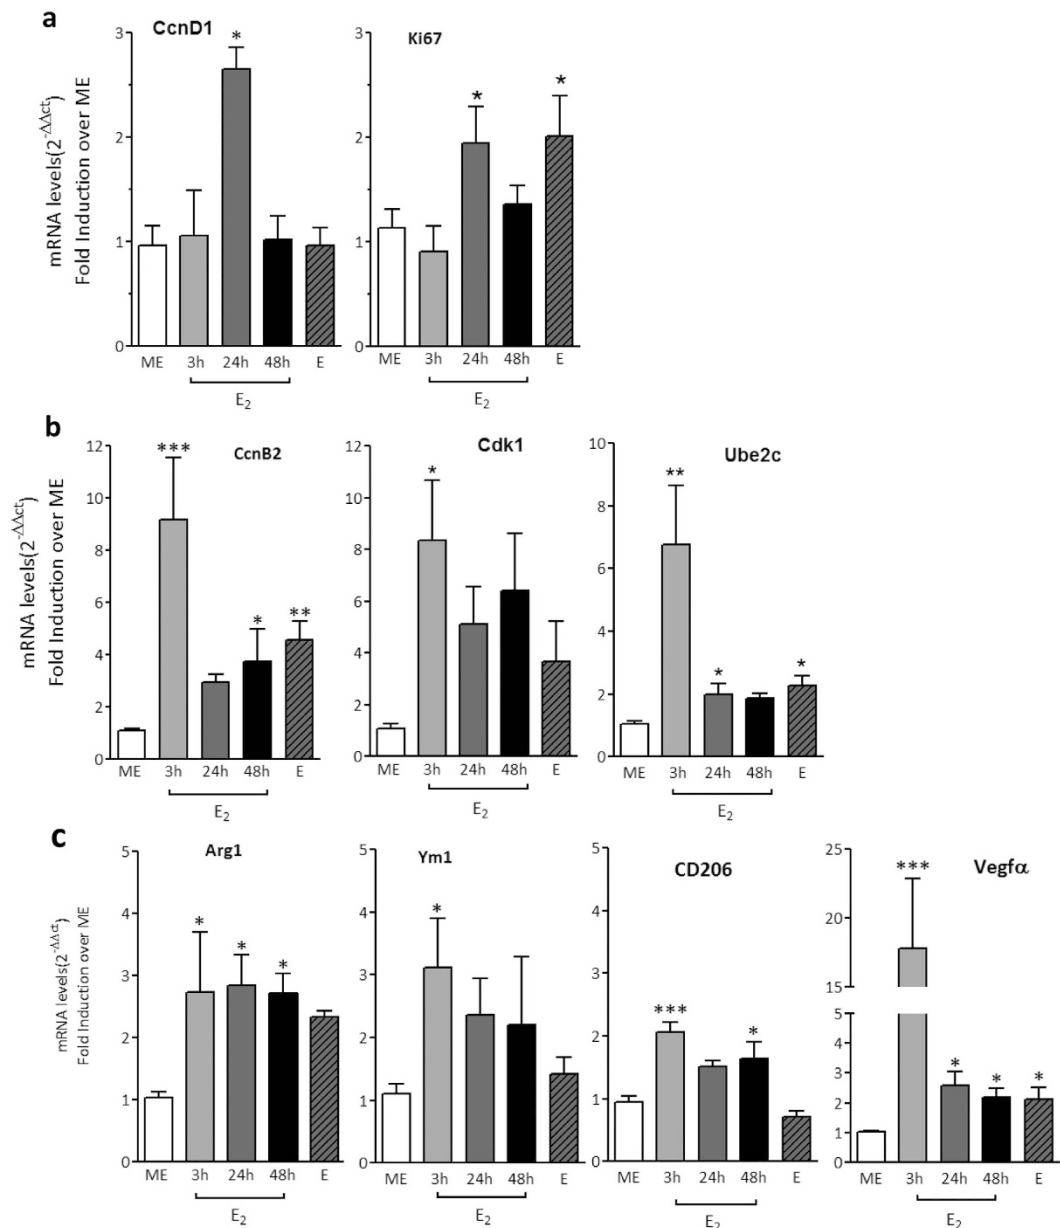 a
CcnD1
Ki67
mRNA levels(2^-ΔΔct)
Fold Induction over ME
3
2
1
0
3
2
1
0
* * *
ME 3h 24h 48h E
E₂
ME 3h 24h 48h E
E₂
b
CcnB2
Cdk1
Ube2c
mRNA levels(2^-ΔΔct)
Fold Induction over ME
12
10
8
6
4
2
0
*** * **
12
10
8
6
4
2
0
*
10
8
6
4
2
0
** * *
ME 3h 24h 48h E
E₂
ME 3h 24h 48h E
E₂
ME 3h 24h 48h E
E₂
c
Arg1
Ym1
CD206
Vegfα
mRNA levels(2^-ΔΔct)
Fold Induction over ME
5
4
3
2
1
0
* * *
5
4
3
2
1
0
*
5
4
3
2
1
0
*** *
25
20
15
5
4
3
2
1
0
*** * * *
ME 3h 24h 48h E
E₂
ME 3h 24h 48h E
E₂
ME 3h 24h 48h E
E₂
ME 3h 24h 48h E
E₂